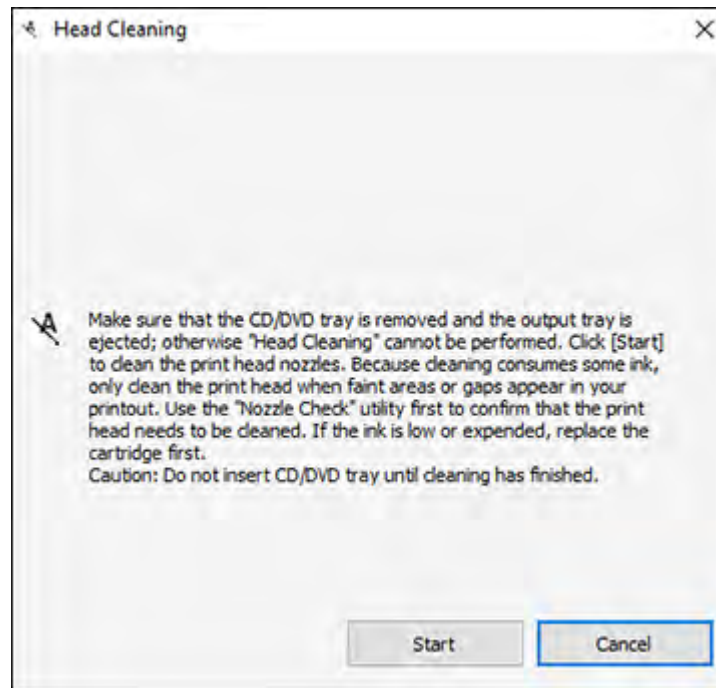 Head Cleaning
Make sure that the CD/DVD tray is removed and the output tray is
ejected; otherwise "Head Cleaning" cannot be performed. Click [Start]
to clean the print head nozzles. Because cleaning consumes some ink,
only clean the print head when faint areas or gaps appear in your
printout. Use the "Nozzle Check" utility first to confirm that the print
head needs to be cleaned. If the ink is low or expended, replace the
cartridge first.
Caution: Do not insert CD/DVD tray until cleaning has finished.
Start
Cancel